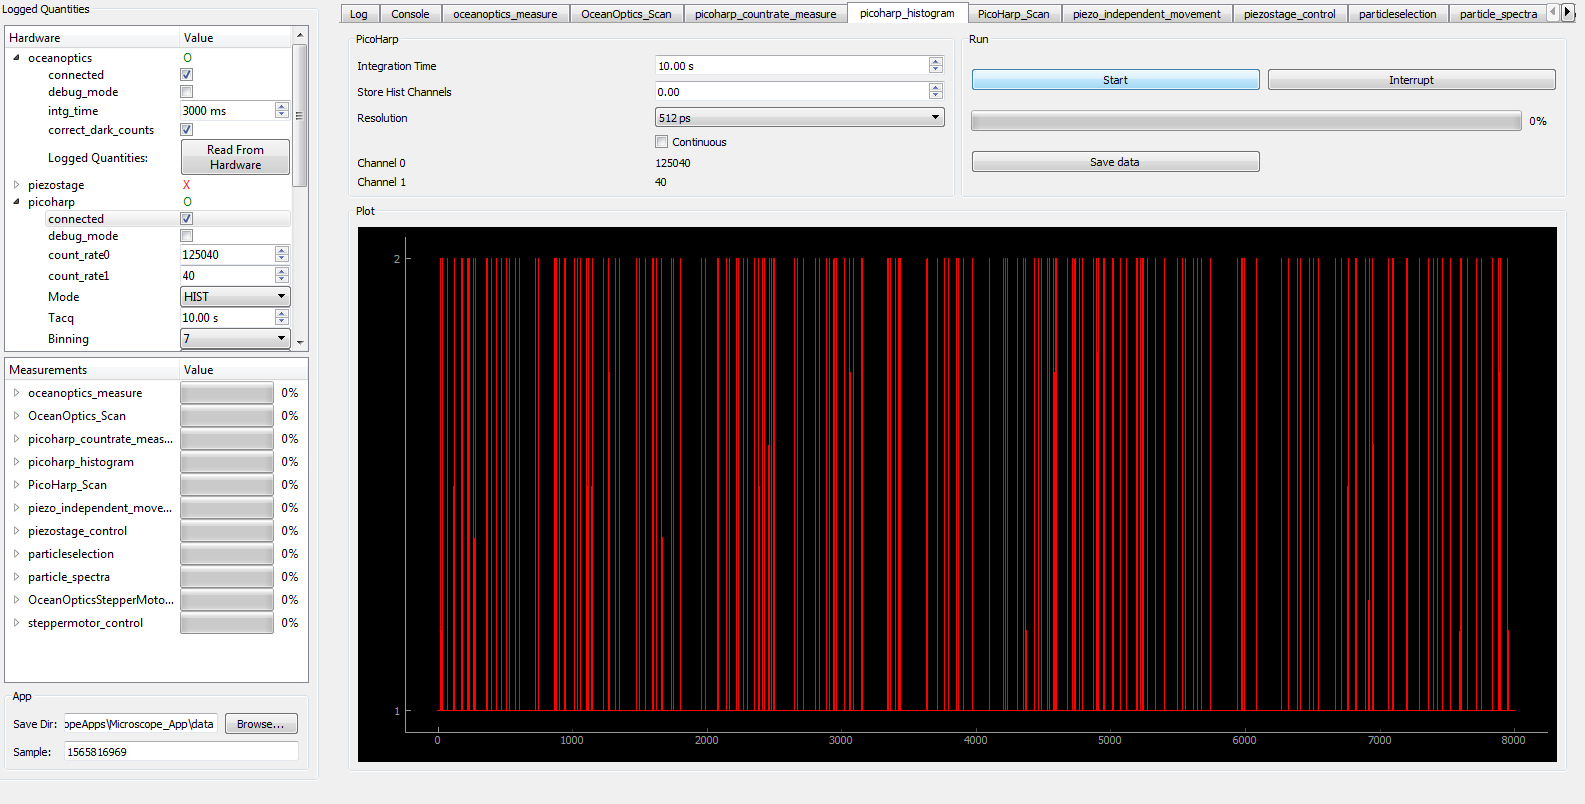 Logged Quantities
Hardware Value
oceanoptics O
connected
debug_mode
intg_time 3000 ms
correct_dark_counts
Logged Quantities: Read From Hardware
piezostage X
picoharp O
connected
debug_mode
count_rate0 125040
count_rate1 40
Mode HIST
Tacq 10.00 s
Binning 7
Measurements Value
oceanoptics_measure 0%
OceanOptics_Scan 0%
picoharp_countrate_meas... 0%
picoharp_histogram 0%
PicoHarp_Scan 0%
piezo_independent_move... 0%
piezostage_control 0%
particleselection 0%
particle_spectra 0%
OceanOpticsStepperMoto... 0%
steppermotor_control 0%
App
Save Dir: opeApps\Microscope_App\data Browse...
Sample: 1565816969
Log Console oceanoptics_measure OceanOptics_Scan picoharp_countrate_measure picoharp_histogram PicoHarp_Scan piezo_independent_movement piezostage_control particleselection particle_spectra
PicoHarp
Integration Time 10.00 s
Store Hist Channels 0.00
Resolution 512 ps
Continuous
Channel 0 125040
Channel 1 40
Run
Start Interrupt
0%
Save data
Plot
2
1
0 1000 2000 3000 4000 5000 6000 7000 8000